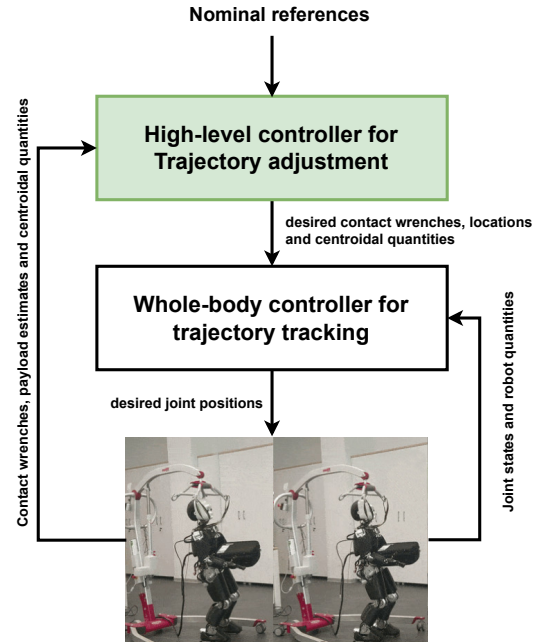 Nominal references
High-level controller for
Trajectory adjustment
desired contact wrenches, locations
and centroidal quantities
Whole-body controller for
trajectory tracking
desired joint positions
Contact wrenches, payload estimates and centroidal quantities
Joint states and robot quantities